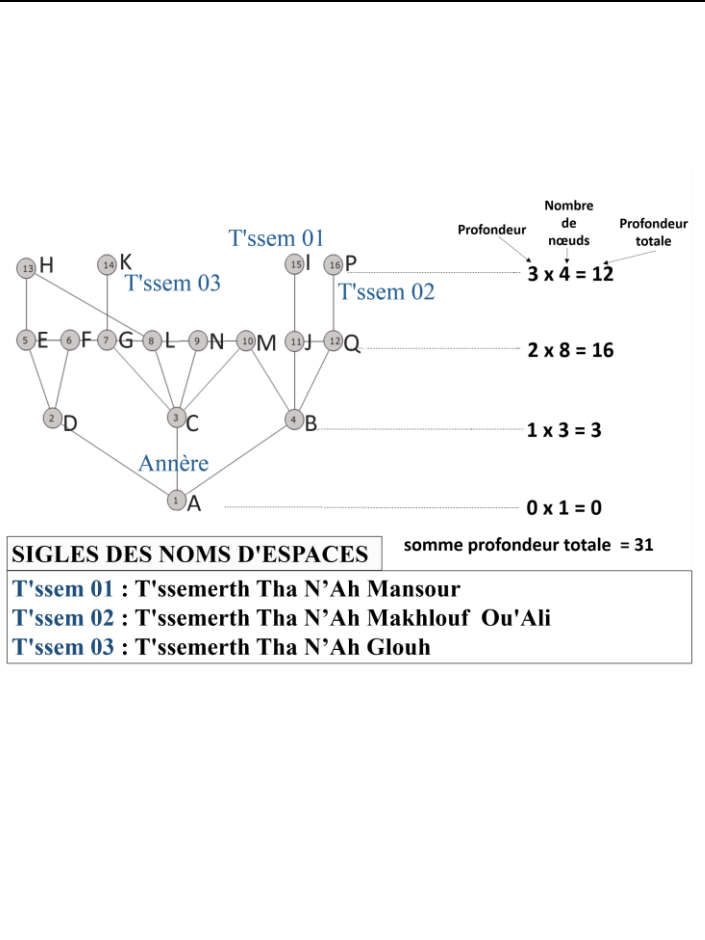 Nombre
de
nœuds
Profondeur
Profondeur
totale
T'ssem 01
13 H
14 K
15 I
16 P
3 x 4 = 12
T'ssem 03
T'ssem 02
5 E
6 F
7 G
8 L
9 N
10 M
11 J
12 Q
2 x 8 = 16
2 D
3 C
4 B
1 x 3 = 3
Annère
1 A
0 x 1 = 0
SIGLES DES NOMS D'ESPACES
somme profondeur totale = 31
T'ssem 01 : T'ssemerth Tha N’Ah Mansour
T'ssem 02 : T'ssemerth Tha N’Ah Makhlouf Ou'Ali
T'ssem 03 : T'ssemerth Tha N’Ah Glouh